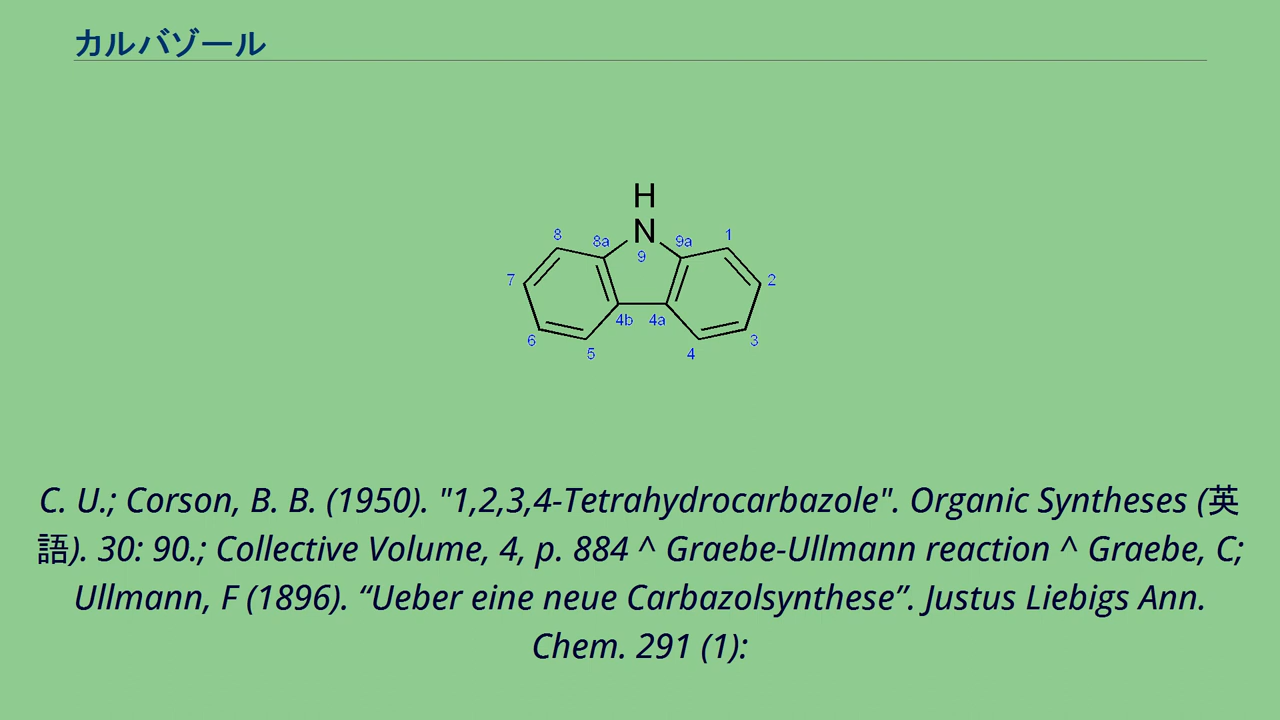 カルバゾール
H
N
8
8a
9
9a
1
7
2
6
4b
4a
3
5
4
C. U.; Corson, B. B. (1950). "1,2,3,4-Tetrahydrocarbazole". Organic Syntheses (英
語). 30: 90.; Collective Volume, 4, p. 884 ^ Graebe-Ullmann reaction ^ Graebe, C;
Ullmann, F (1896). “Ueber eine neue Carbazolsynthese”. Justus Liebigs Ann.
Chem. 291 (1):